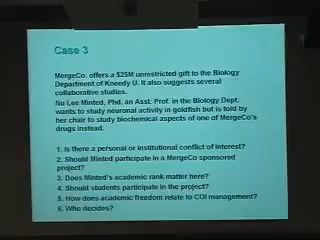 Case 3
MergeCo. offers a $25M unrestricted gift to the Biology
Department of Kneedy U. It also suggests several
collaborative studies.
Nu Lee Minted, Phd, an Asst. Prof. in the Biology Dept.
wants to study neuronal activity in goldfish but is told by
her chair to study biochemical aspects of one of MergeCo's
drugs instead.
1. Is there a personal or institutional conflict of interest?
2. Should Minted participate in a MergeCo sponsored
project?
3. Does Minted's academic rank matter here?
4. Should students participate in the project?
5. How does academic freedom relate to COI management?
6. Who decides?